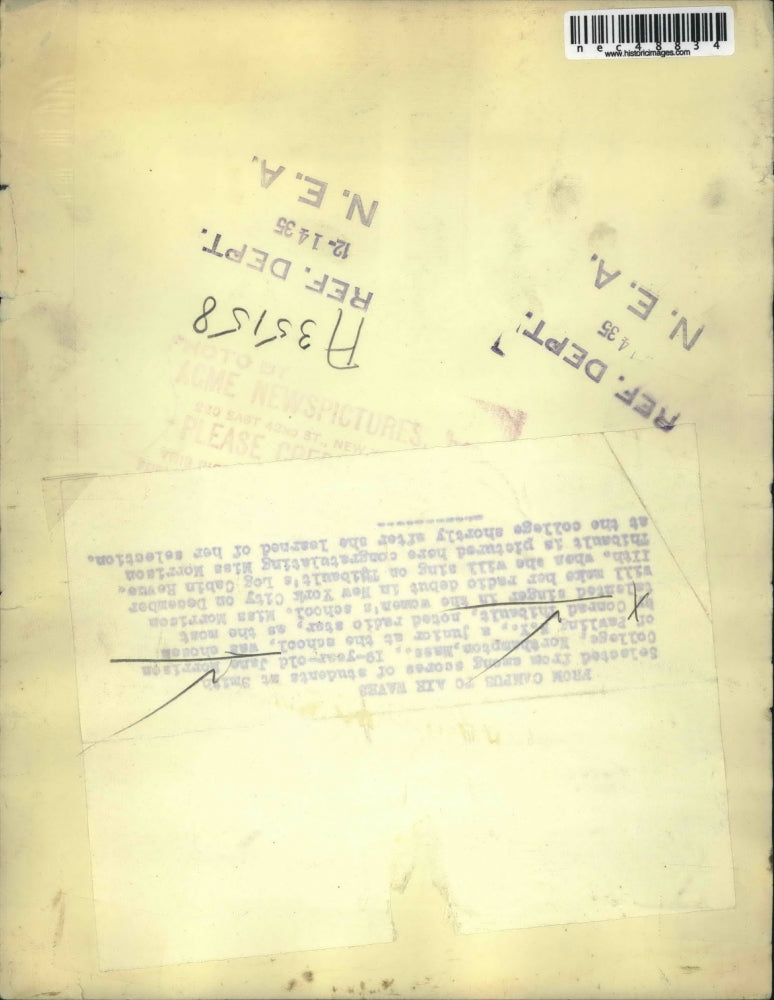 nec48834
www.historicimages.com
N. E. A.
12-14 35
REF. DEPT.
N. E. A.
14 35
REF. DEPT.
A35158
PHOTO BY
ACME NEWSPICTURES,
EAST 42ND ST., NEW
PLEASE
FROM CAMPUS TO AIR WAVES
Selected from among scores of students at Smith
College, Northampton,Mass., 19-year-old Jane Morrison
of a junior at the school, was chosen
by Conrad Thibault, noted radio star, as the most
talented singer in the women's school. Miss Morrison
will make her radio debut in New York City on December
when she will sing on Thibault's Log Cabin Revue.
Thibault is pictured here congratulating Miss Morrison
at the college shortly after she learned of her selection.